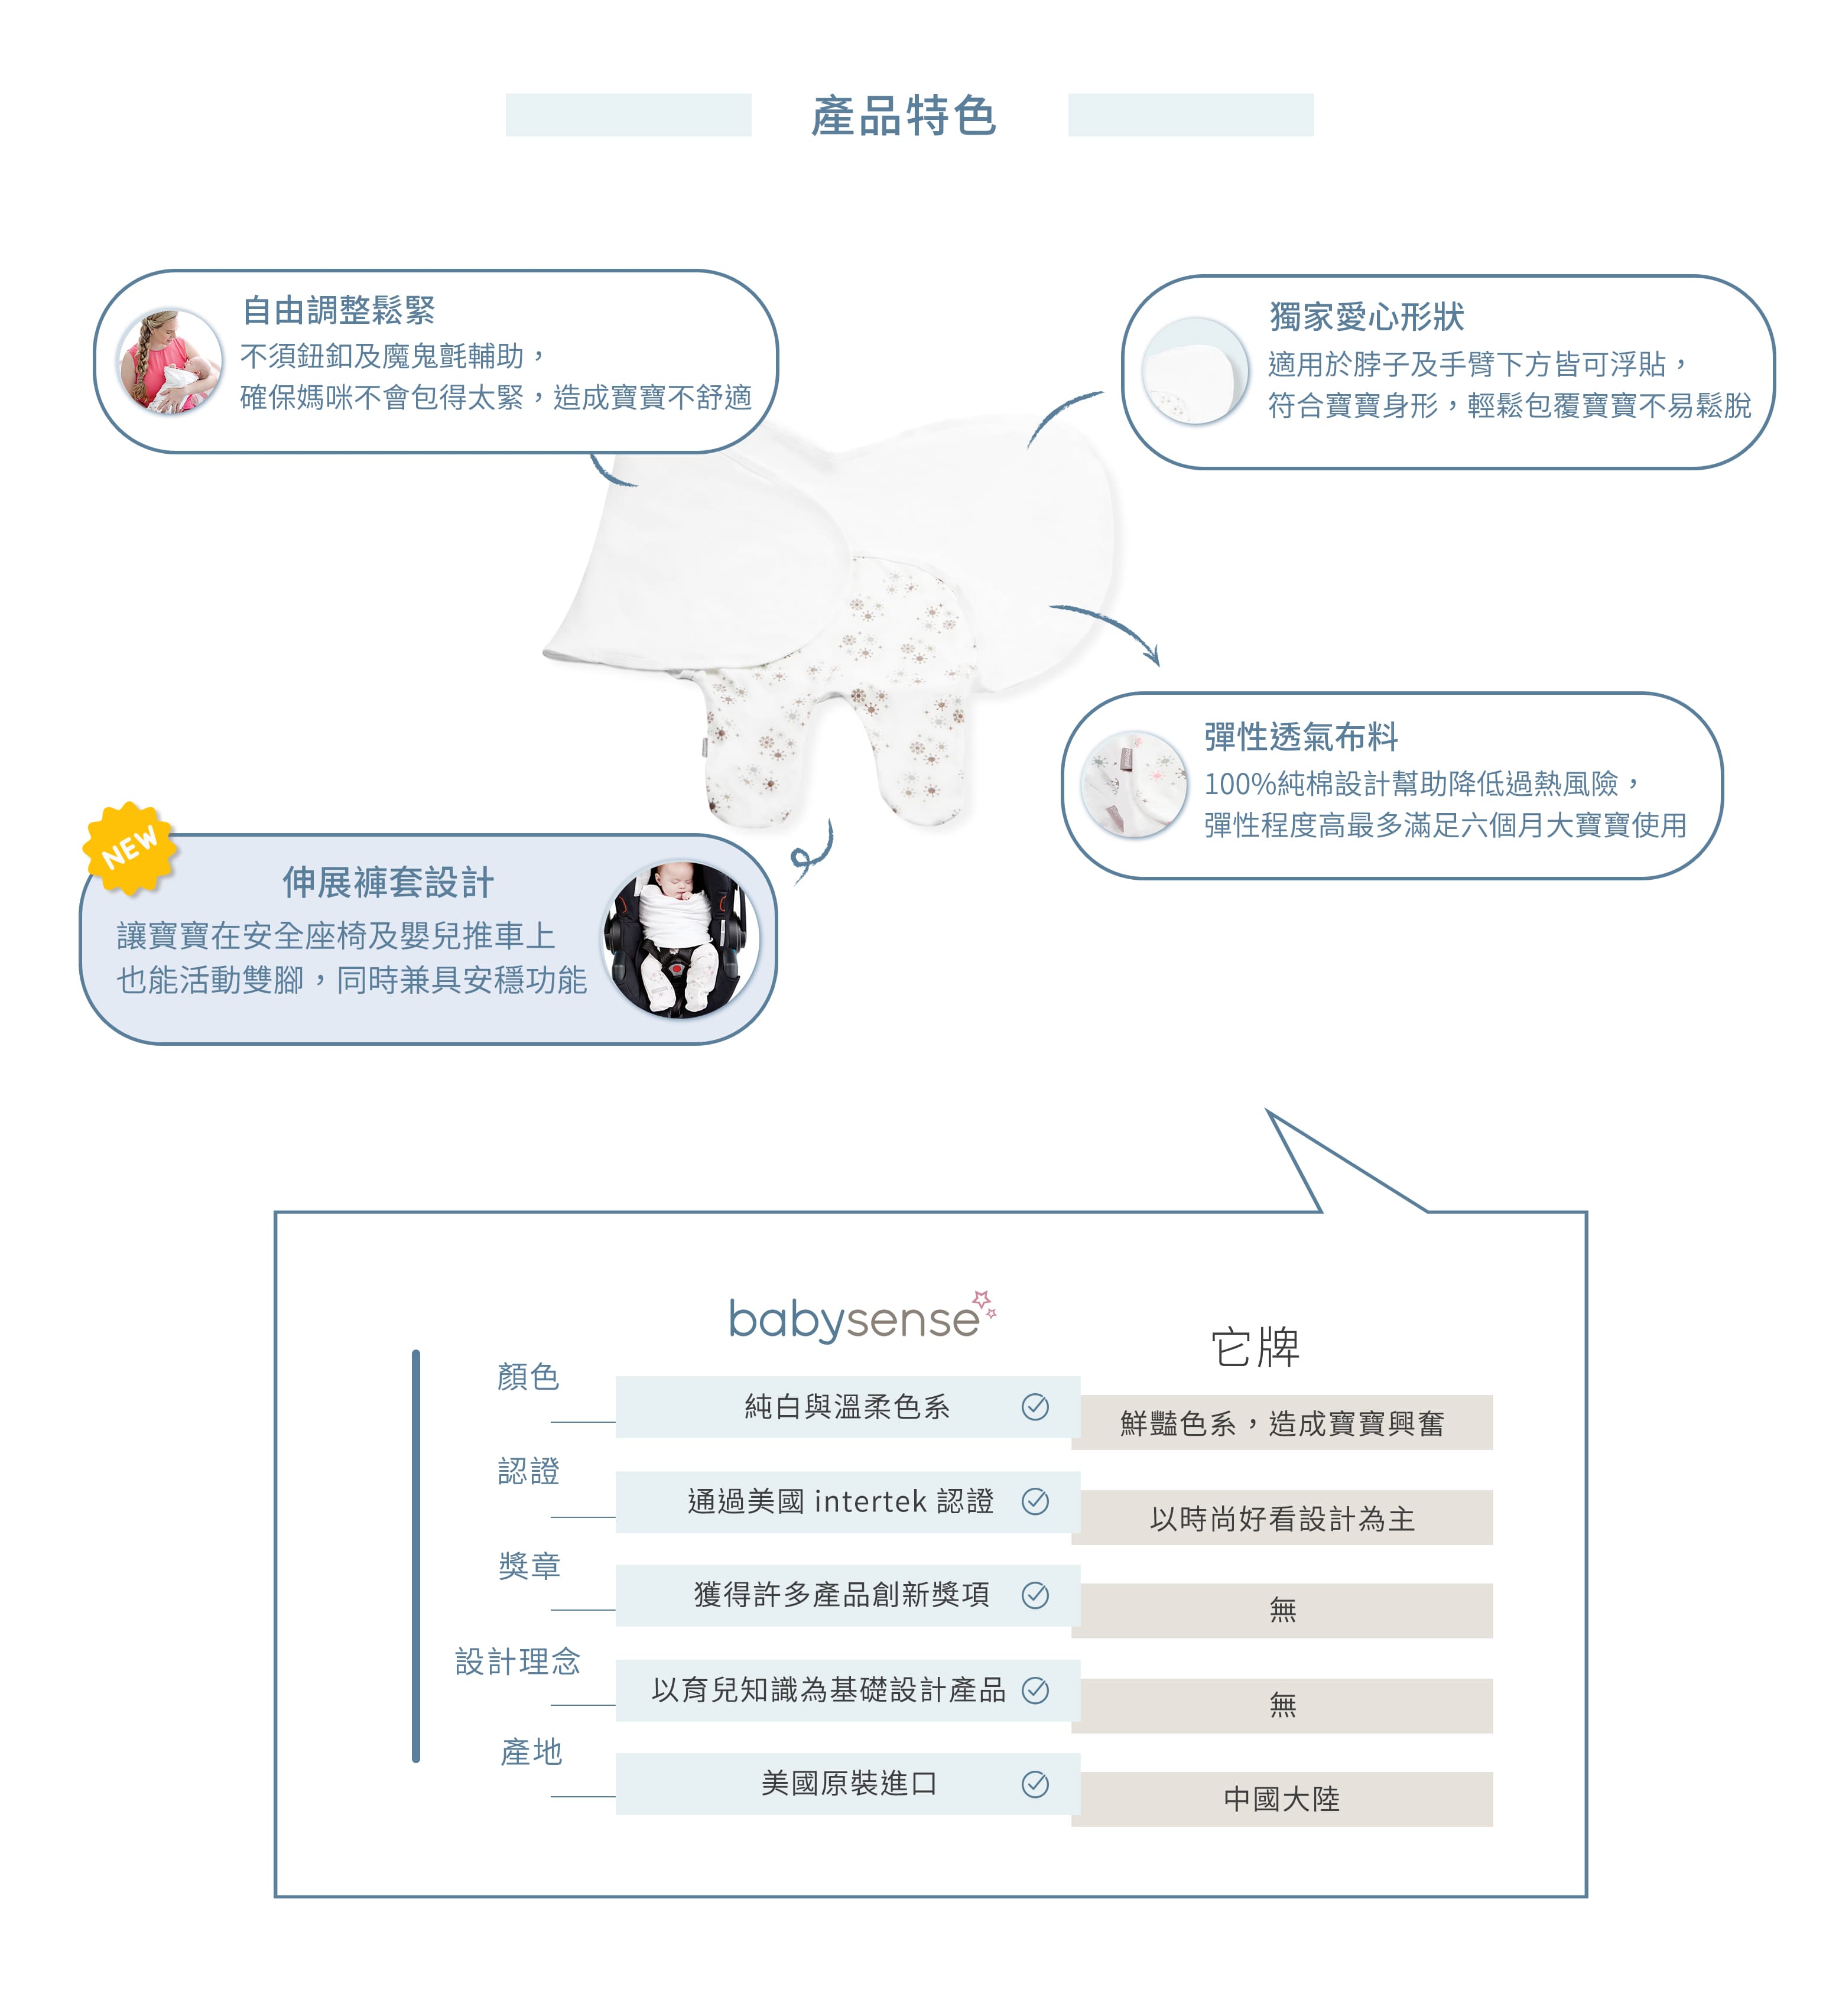 產品特色
自由調整鬆緊
不須鈕釦及魔鬼氈輔助，
確保媽咪不會包得太緊，造成寶寶不舒適
獨家愛心形狀
適用於脖子及手臂下方皆可浮貼，
符合寶寶身形，輕鬆包覆寶寶不易鬆脫
彈性透氣布料
100%純棉設計幫助降低過熱風險，
彈性程度高最多滿足六個月大寶寶使用
NEW
伸展褲套設計
讓寶寶在安全座椅及嬰兒推車上
也能活動雙腳，同時兼具安穩功能
babysense
它牌
顏色
純白與溫柔色系
鮮豔色系，造成寶寶興奮
認證
通過美國 intertek 認證
以時尚好看設計為主
獎章
獲得許多產品創新獎項
無
設計理念
以育兒知識為基礎設計產品
無
產地
美國原裝進口
中國大陸